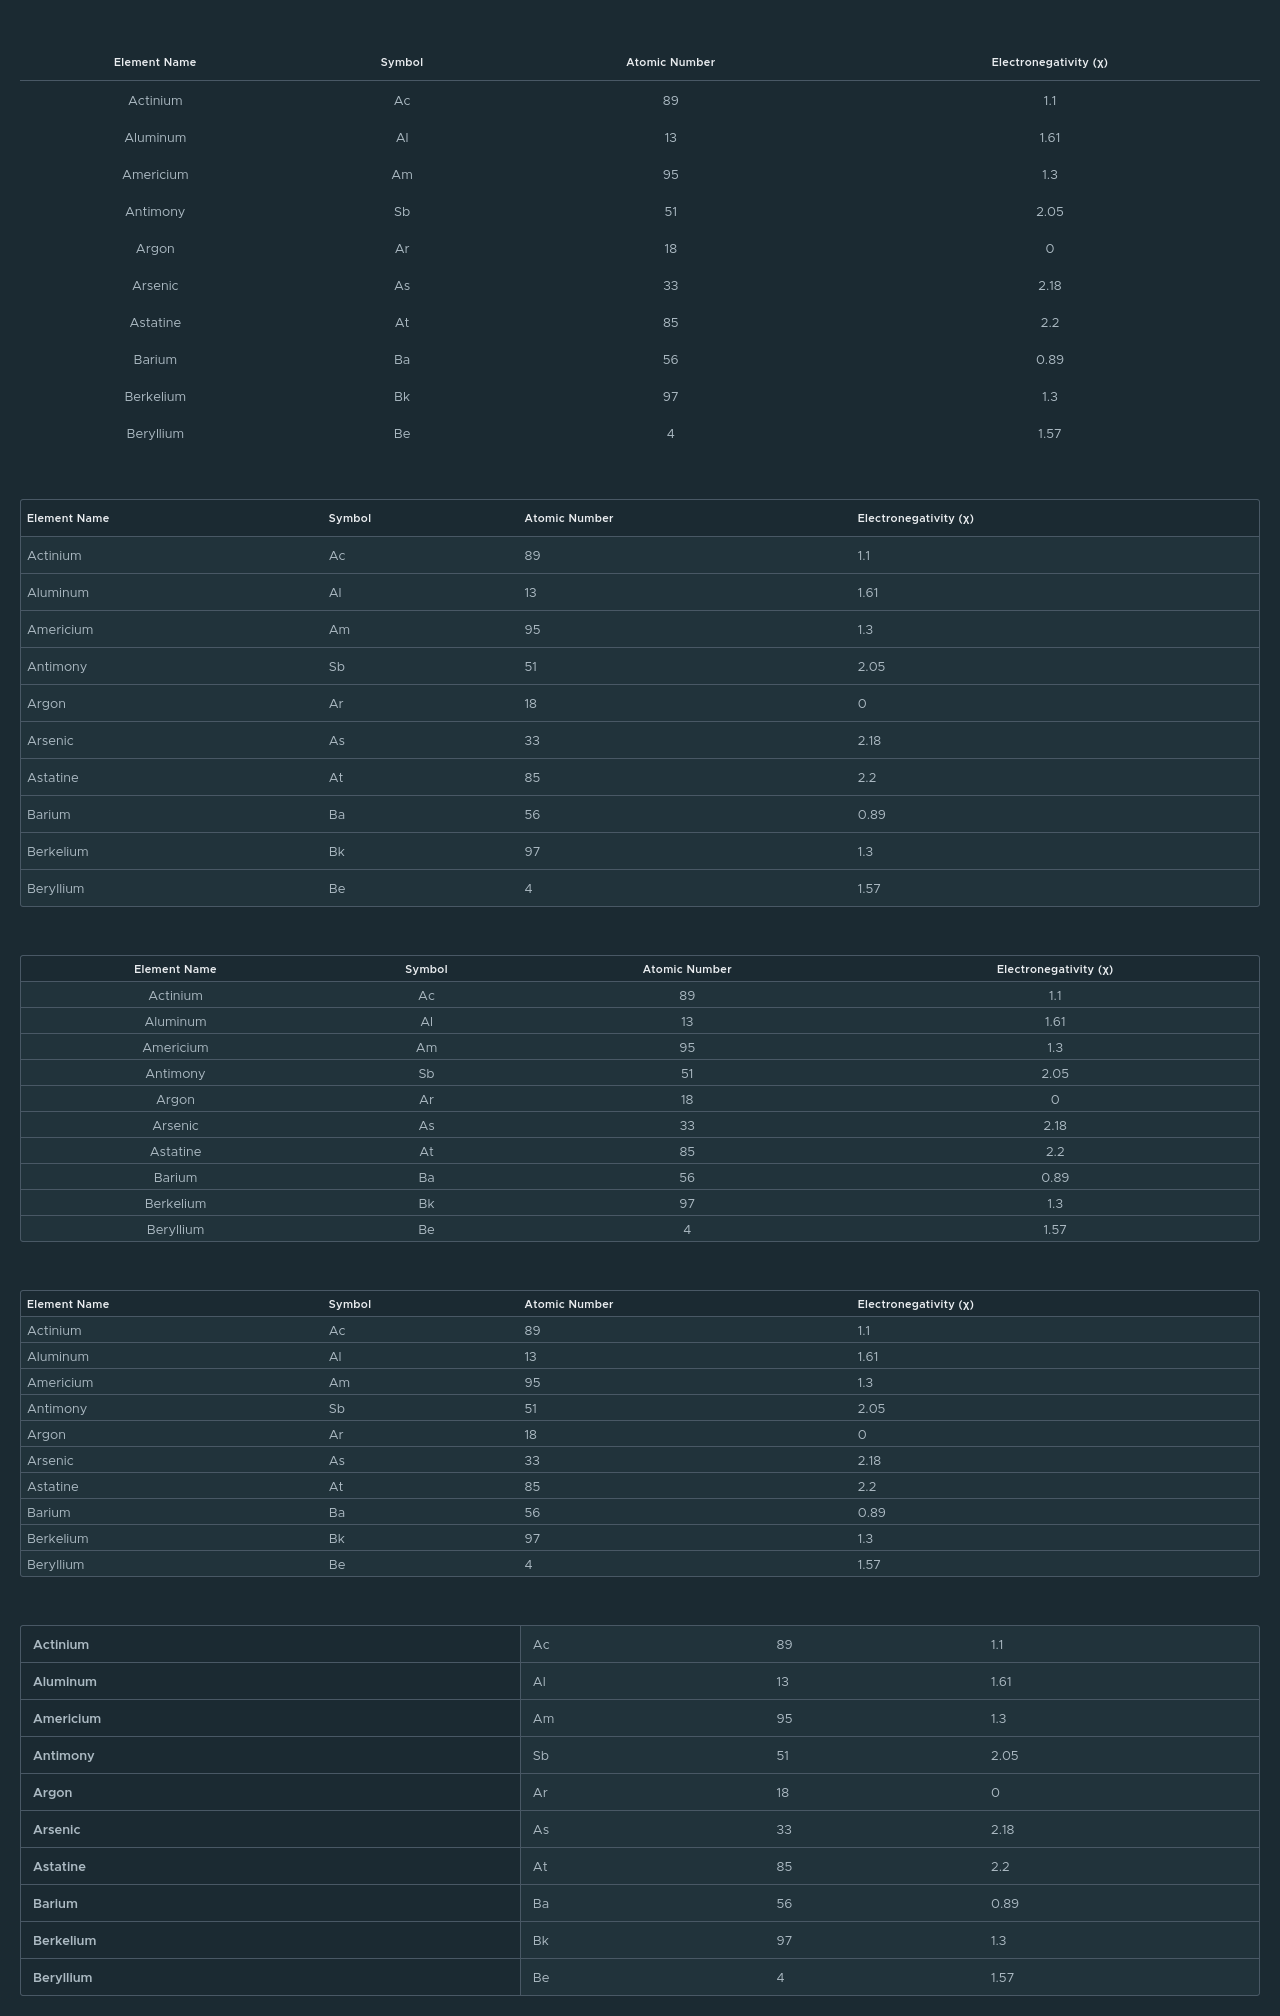 Element Name Symbol Atomic Number Electronegativity (χ)
Actinium Ac 89 1.1
Aluminum Al 13 1.61
Americium Am 95 1.3
Antimony Sb 51 2.05
Argon Ar 18 0
Arsenic As 33 2.18
Astatine At 85 2.2
Barium Ba 56 0.89
Berkelium Bk 97 1.3
Beryllium Be 4 1.57
Element Name Symbol Atomic Number Electronegativity (χ)
Actinium Ac 89 1.1
Aluminum Al 13 1.61
Americium Am 95 1.3
Antimony Sb 51 2.05
Argon Ar 18 0
Arsenic As 33 2.18
Astatine At 85 2.2
Barium Ba 56 0.89
Berkelium Bk 97 1.3
Beryllium Be 4 1.57
Element Name Symbol Atomic Number Electronegativity (χ)
Actinium Ac 89 1.1
Aluminum Al 13 1.61
Americium Am 95 1.3
Antimony Sb 51 2.05
Argon Ar 18 0
Arsenic As 33 2.18
Astatine At 85 2.2
Barium Ba 56 0.89
Berkelium Bk 97 1.3
Beryllium Be 4 1.57
Element Name Symbol Atomic Number Electronegativity (χ)
Actinium Ac 89 1.1
Aluminum Al 13 1.61
Americium Am 95 1.3
Antimony Sb 51 2.05
Argon Ar 18 0
Arsenic As 33 2.18
Astatine At 85 2.2
Barium Ba 56 0.89
Berkelium Bk 97 1.3
Beryllium Be 4 1.57
Actinium Ac 89 1.1
Aluminum Al 13 1.61
Americium Am 95 1.3
Antimony Sb 51 2.05
Argon Ar 18 0
Arsenic As 33 2.18
Astatine At 85 2.2
Barium Ba 56 0.89
Berkelium Bk 97 1.3
Beryllium Be 4 1.57